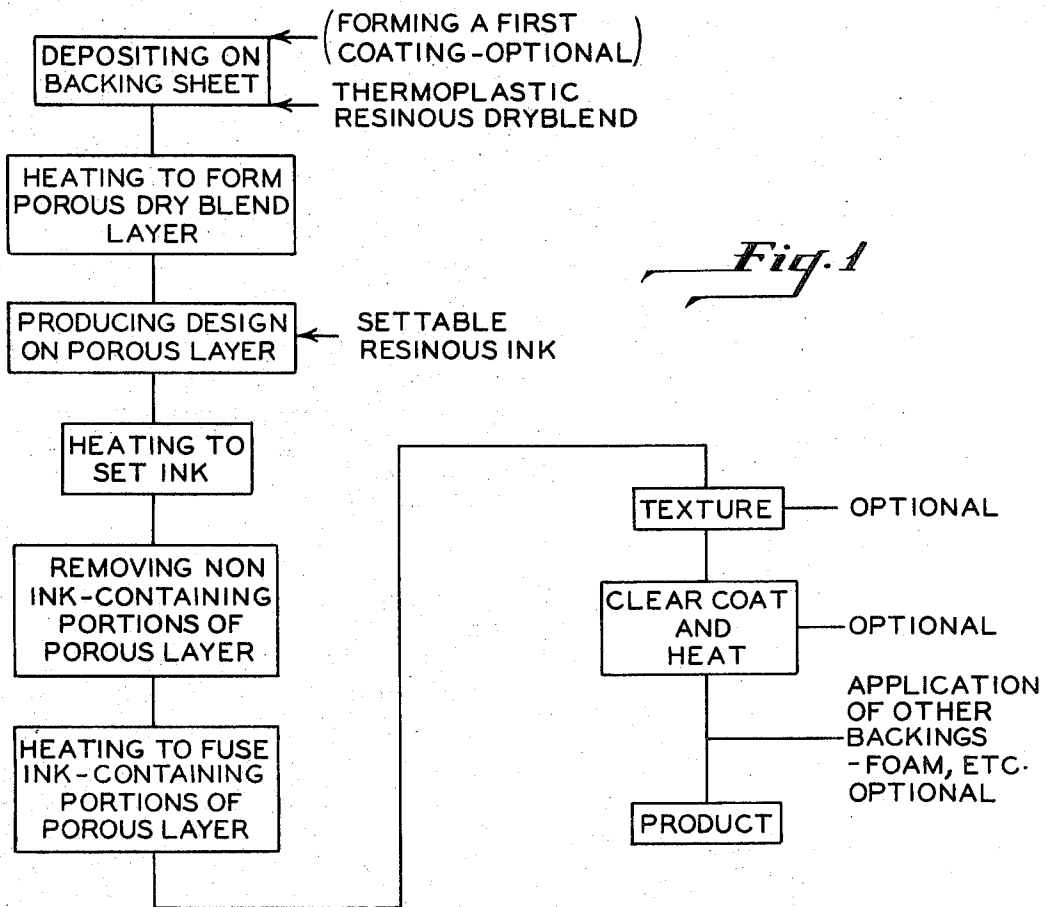 DEPOSITING ON
BACKING SHEET
(FORMING A FIRST
COATING-OPTIONAL)
THERMOPLASTIC
RESINOUS DRYBLEND
HEATING TO FORM
POROUS DRY BLEND
LAYER
Fig. 1
PRODUCING DESIGN
ON POROUS LAYER
SETTABLE
RESINOUS INK
HEATING TO
SET INK
REMOVING NON
INK-CONTAINING
PORTIONS OF
POROUS LAYER
HEATING TO FUSE
INK-CONTAINING
PORTIONS OF
POROUS LAYER
TEXTURE
OPTIONAL
CLEAR COAT
AND
HEAT
OPTIONAL
APPLICATION
OF OTHER
BACKINGS
-FOAM, ETC.
OPTIONAL
PRODUCT